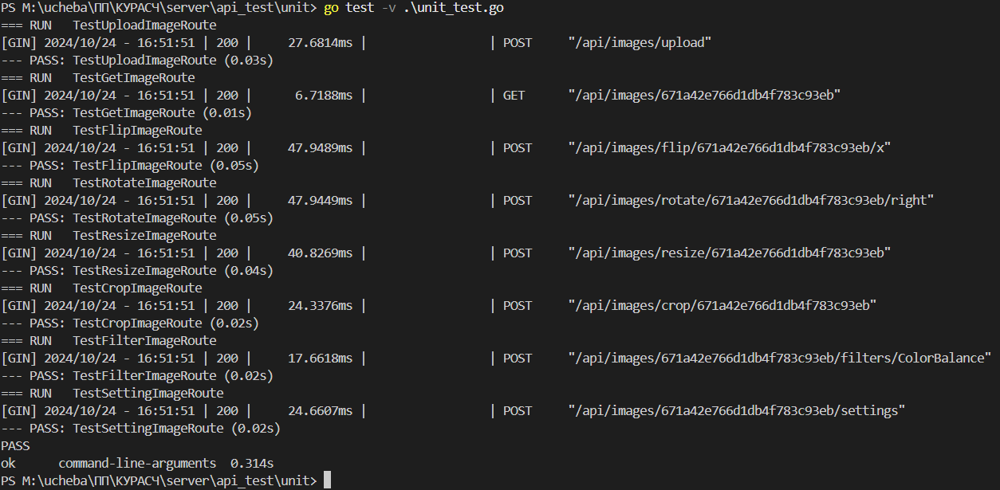 PS M:\ucheba\ПП\КУРАСЧ\server\api_test\unit> go test -v .\unit_test.go
=== RUN   TestUploadImageRoute
[GIN] 2024/10/24 - 16:51:51 | 200 |     27.6814ms |                 | POST     "/api/images/upload"
--- PASS: TestUploadImageRoute (0.03s)
=== RUN   TestGetImageRoute
[GIN] 2024/10/24 - 16:51:51 | 200 |      6.7188ms |                 | GET      "/api/images/671a42e766d1db4f783c93eb"
--- PASS: TestGetImageRoute (0.01s)
=== RUN   TestFlipImageRoute
[GIN] 2024/10/24 - 16:51:51 | 200 |     47.9489ms |                 | POST     "/api/images/flip/671a42e766d1db4f783c93eb/x"
--- PASS: TestFlipImageRoute (0.05s)
=== RUN   TestRotateImageRoute
[GIN] 2024/10/24 - 16:51:51 | 200 |     47.9449ms |                 | POST     "/api/images/rotate/671a42e766d1db4f783c93eb/right"
--- PASS: TestRotateImageRoute (0.05s)
=== RUN   TestResizeImageRoute
[GIN] 2024/10/24 - 16:51:51 | 200 |     40.8269ms |                 | POST     "/api/images/resize/671a42e766d1db4f783c93eb"
--- PASS: TestResizeImageRoute (0.04s)
=== RUN   TestCropImageRoute
[GIN] 2024/10/24 - 16:51:51 | 200 |     24.3376ms |                 | POST     "/api/images/crop/671a42e766d1db4f783c93eb"
--- PASS: TestCropImageRoute (0.02s)
=== RUN   TestFilterImageRoute
[GIN] 2024/10/24 - 16:51:51 | 200 |     17.6618ms |                 | POST     "/api/images/671a42e766d1db4f783c93eb/filters/ColorBalance"
--- PASS: TestFilterImageRoute (0.02s)
=== RUN   TestSettingImageRoute
[GIN] 2024/10/24 - 16:51:51 | 200 |     24.6607ms |                 | POST     "/api/images/671a42e766d1db4f783c93eb/settings"
--- PASS: TestSettingImageRoute (0.02s)
PASS
ok      command-line-arguments  0.314s
PS M:\ucheba\ПП\КУРАСЧ\server\api_test\unit>